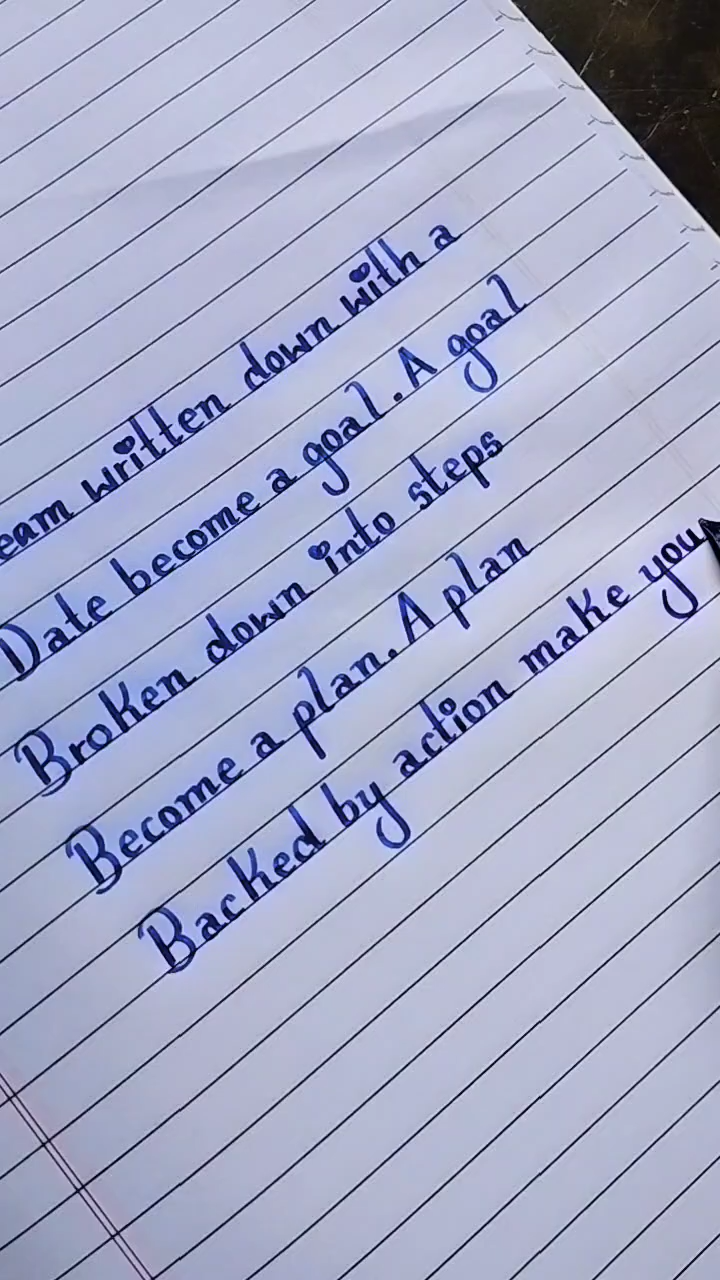 eam written down with a
Date become a goal. A goal
Broken down into steps
Become a plan. A plan
Backed by action make you